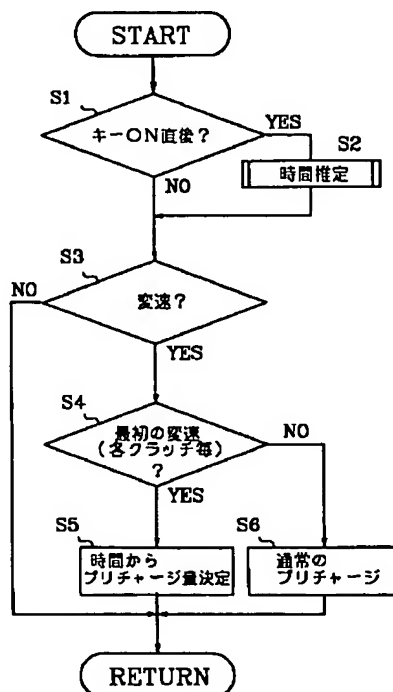 START
S1
キーON直後？
YES
S2
時間推定
NO
S3
NO
変速？
YES
S4
最初の変速
(各クラッチ毎)
？
NO
YES
S5
時間から
プリチャージ量決定
S6
通常の
プリチャージ
RETURN